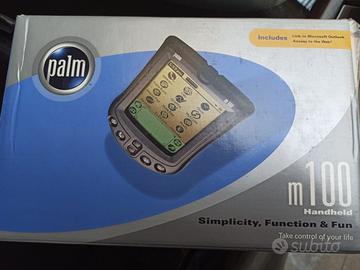 palm
Includes Link to Microsoft Outlook
Access to the Web!
m100
Handheld
Simplicity, Function & Fun
Take control of your life
subito